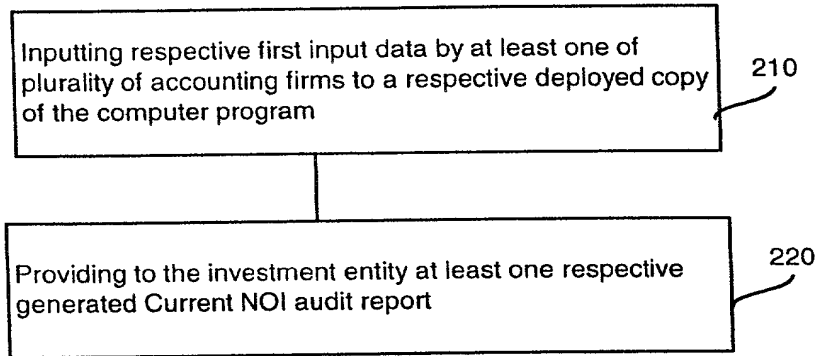 Inputting respective first input data by at least one of
plurality of accounting firms to a respective deployed copy
of the computer program
210
Providing to the investment entity at least one respective
generated Current NOI audit report
220